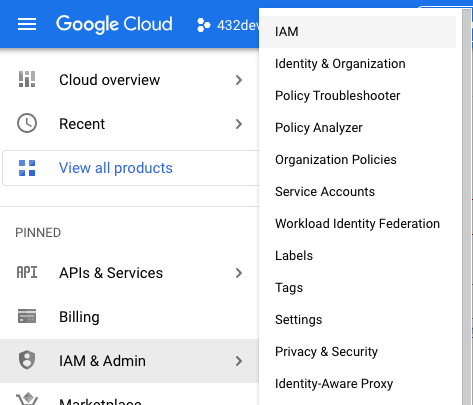 Google Cloud
432dev
Cloud overview
Recent
View all products
PINNED
APIs & Services
Billing
IAM & Admin
Marketplace
IAM
Identity & Organization
Policy Troubleshooter
Policy Analyzer
Organization Policies
Service Accounts
Workload Identity Federation
Labels
Tags
Settings
Privacy & Security
Identity-Aware Proxy